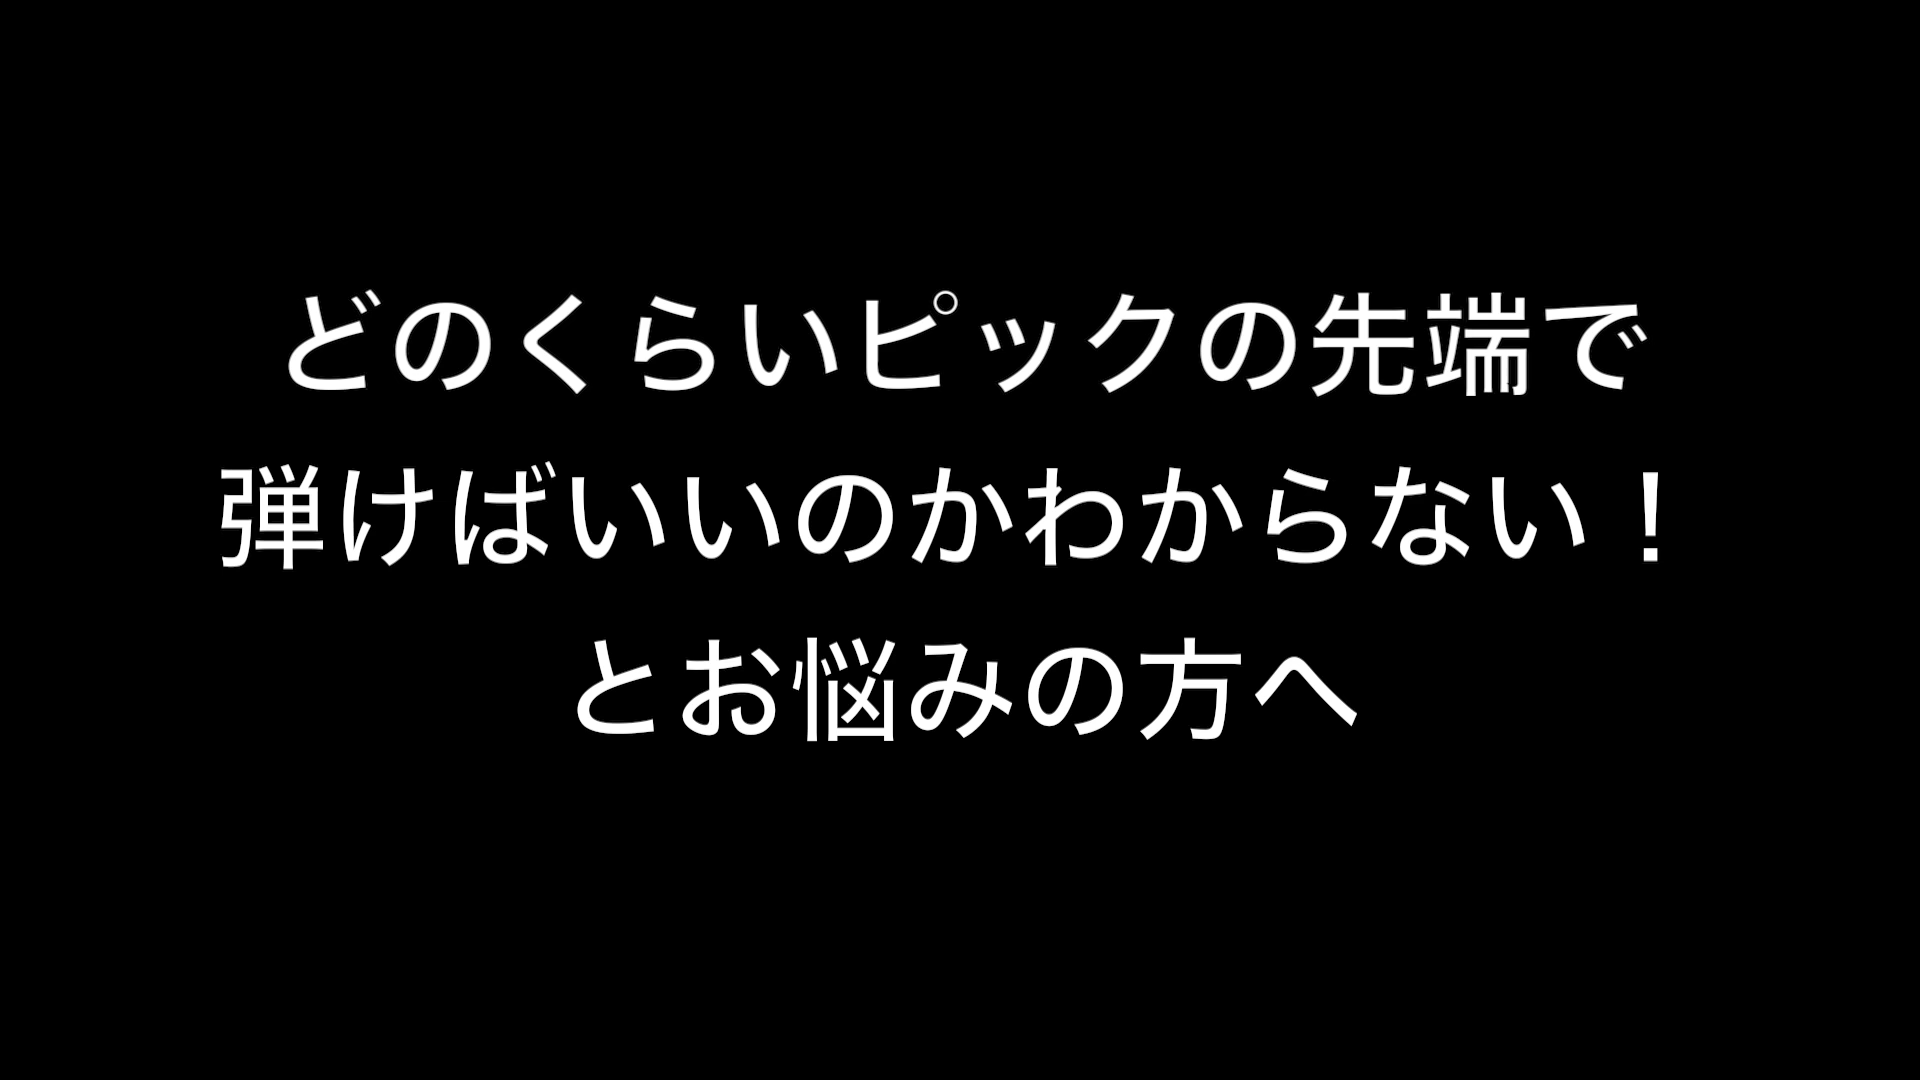 どのくらいピックの先端で
弾けばいいのかわからない！
とお悩みの方へ